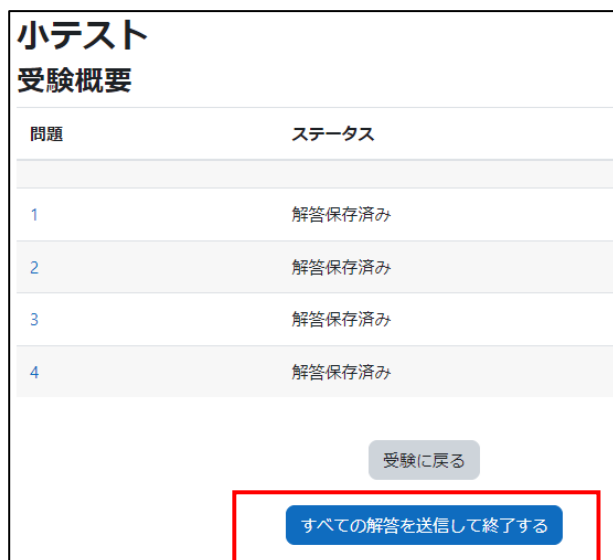 小テスト
受験概要
問題 ステータス
1 解答保存済み
2 解答保存済み
3 解答保存済み
4 解答保存済み
受験に戻る
すべての解答を送信して終了する